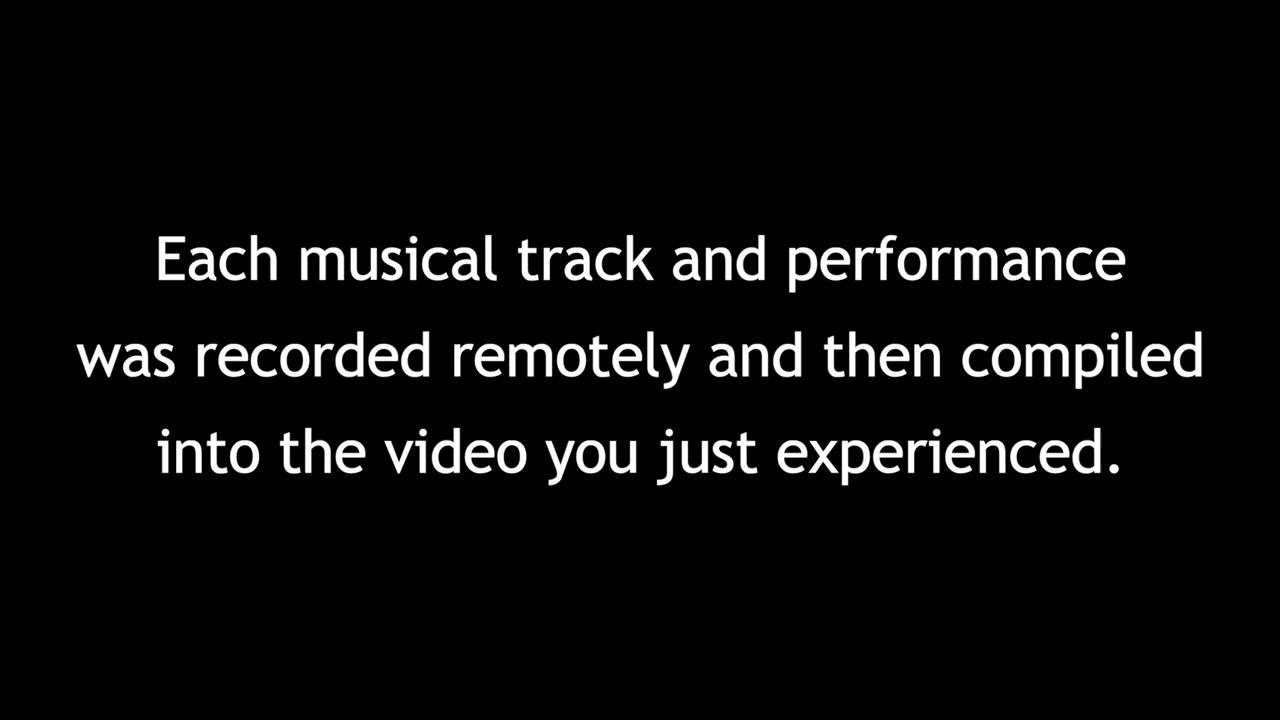 Each musical track and performance
was recorded remotely and then compiled
into the video you just experienced.